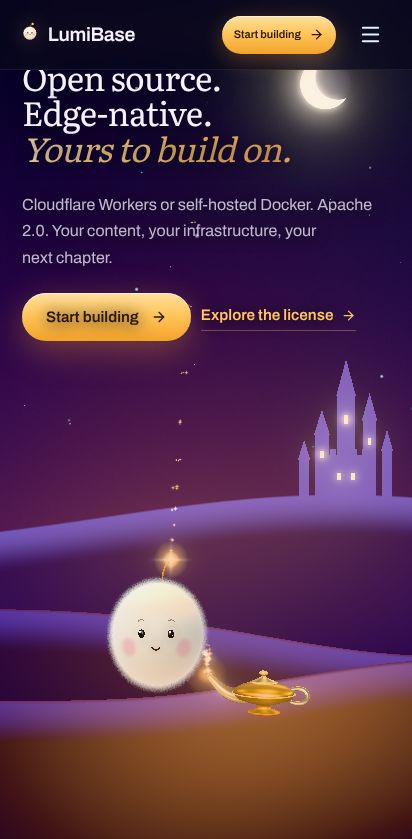 LumiBase
Start building →
Open source.
Edge-native.
Yours to build on.
Cloudflare Workers or self-hosted Docker. Apache
2.0. Your content, your infrastructure, your
next chapter.
Start building →
Explore the license →